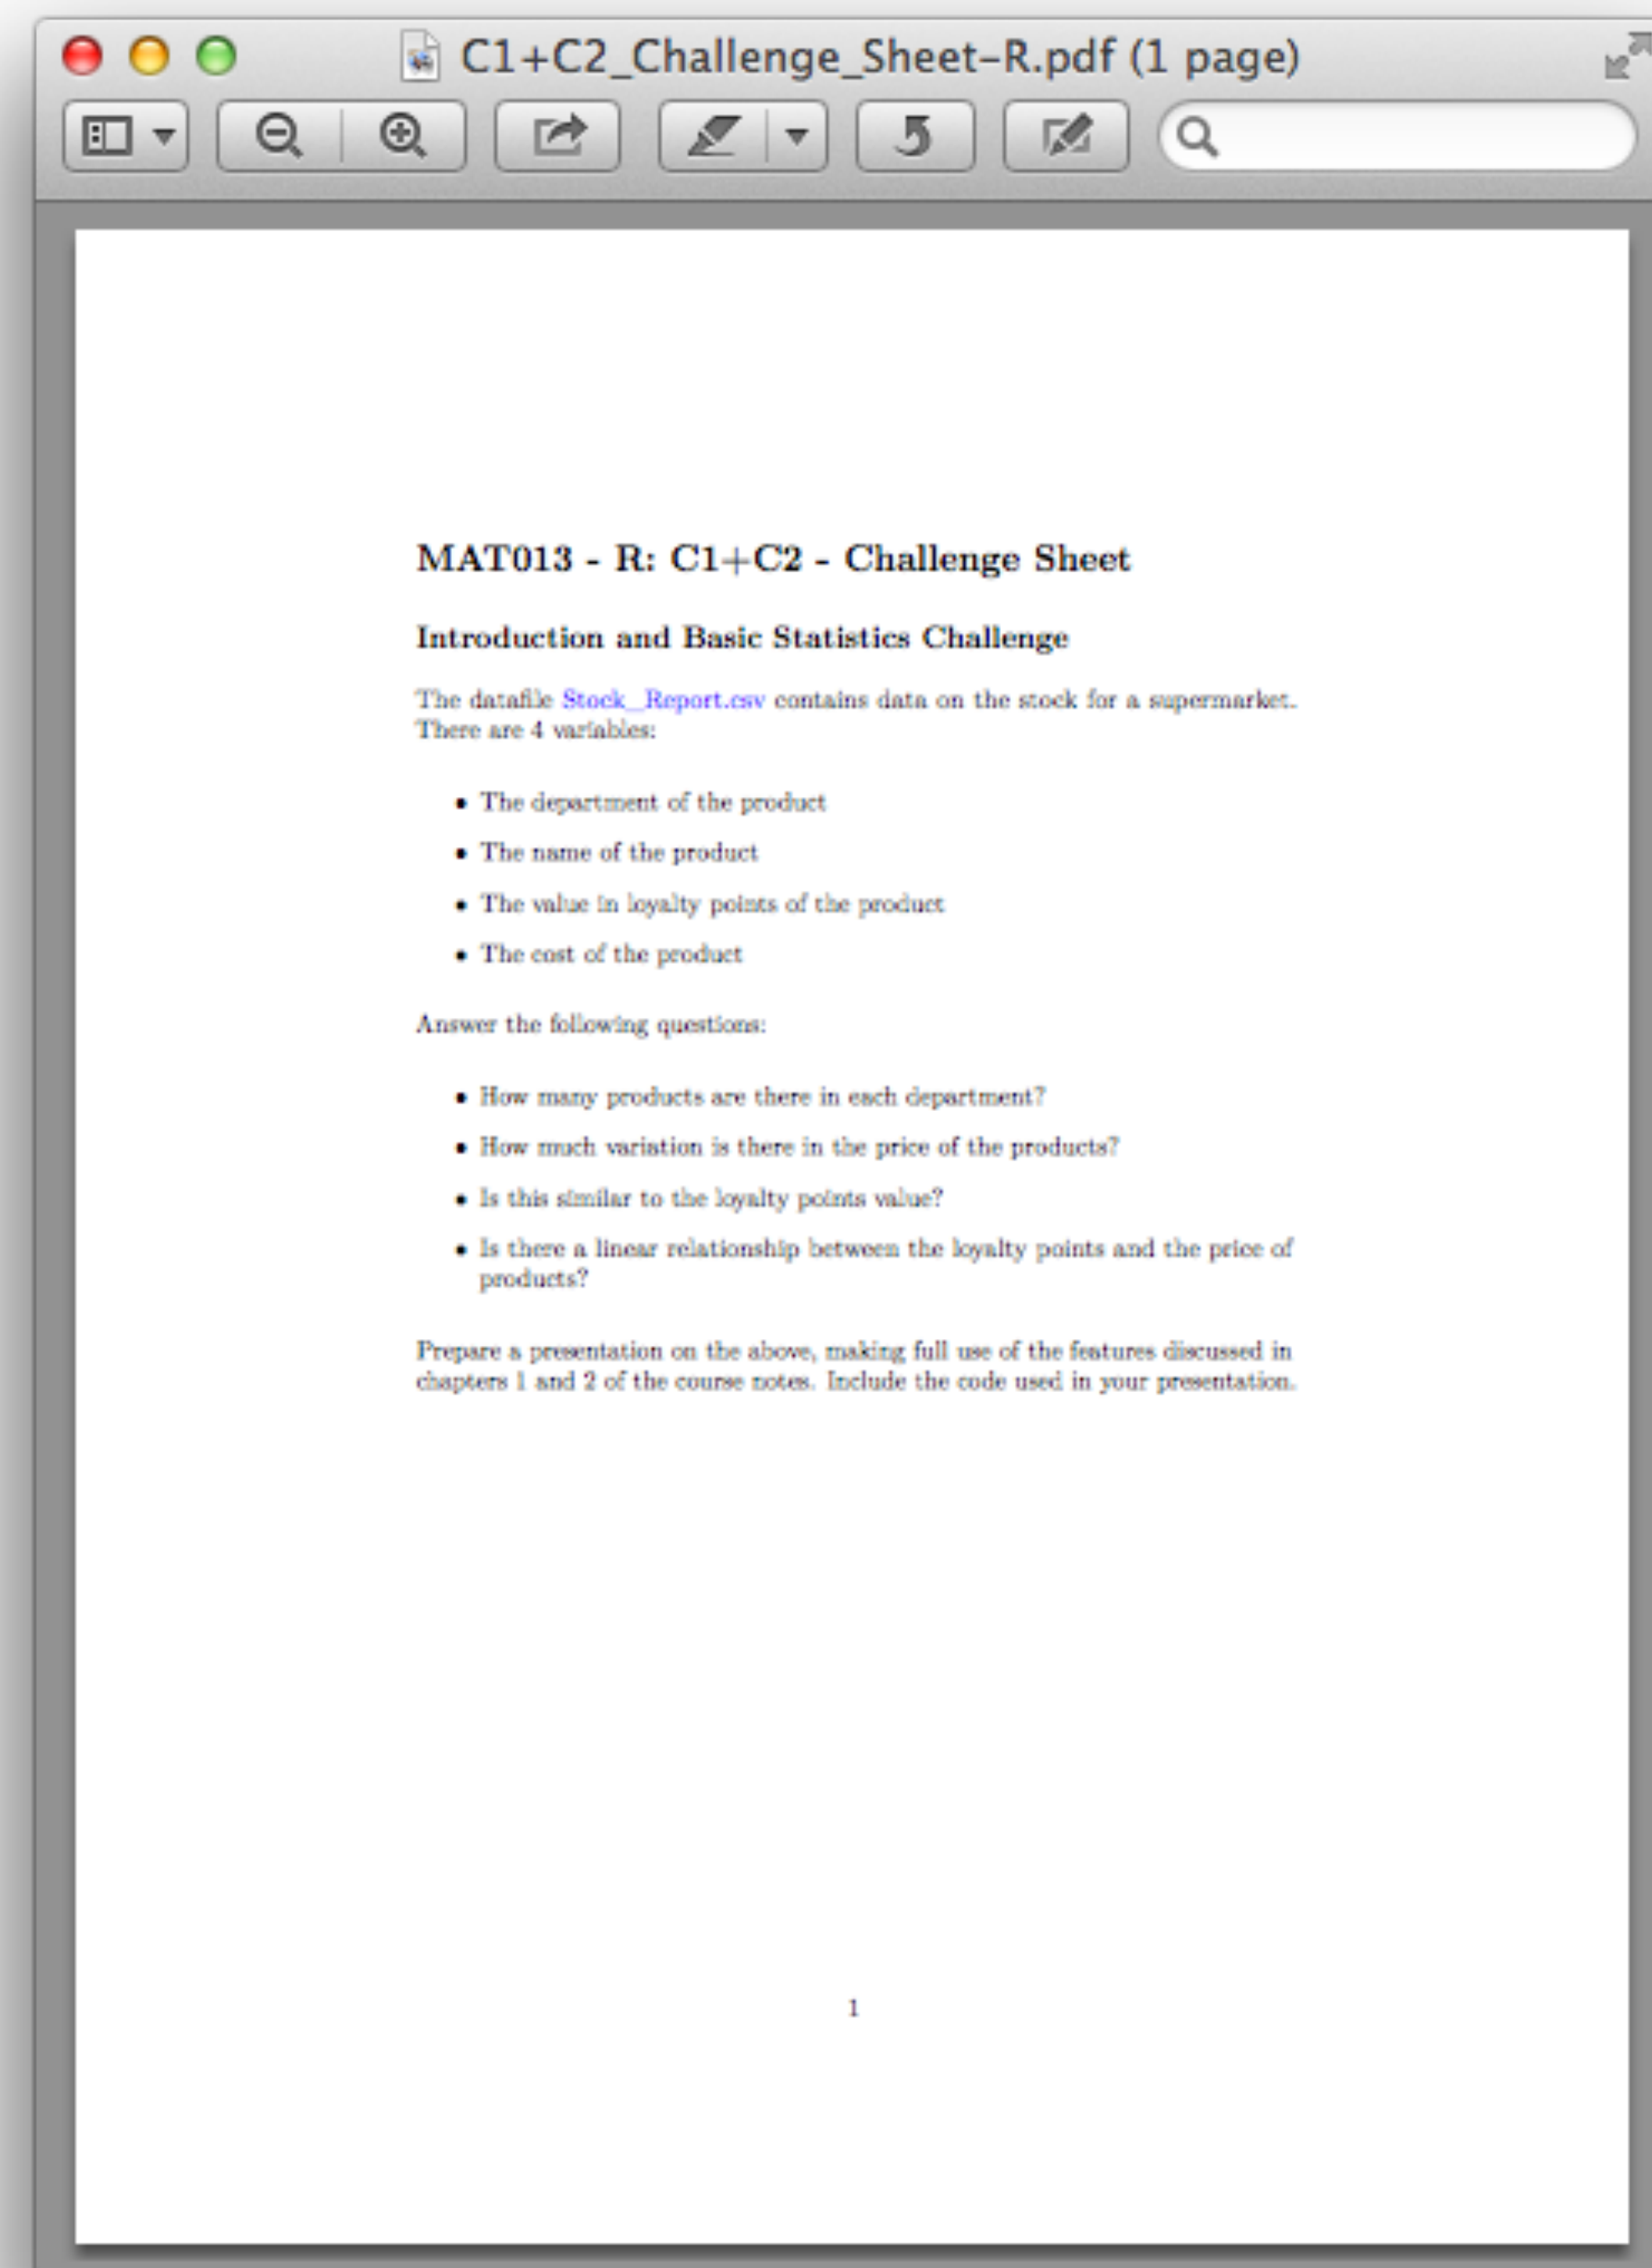 C1+C2_Challenge_Sheet-R.pdf (1 page)
MAT013 - R: C1+C2 - Challenge Sheet
Introduction and Basic Statistics Challenge
The datafile Stock_Report.csv contains data on the stock for a supermarket.
There are 4 variables:
• The department of the product
• The name of the product
• The value in loyalty points of the product
• The cost of the product
Answer the following questions:
• How many products are there in each department?
• How much variation is there in the price of the products?
• Is this similar to the loyalty points value?
• Is there a linear relationship between the loyalty points and the price of
products?
Prepare a presentation on the above, making full use of the features discussed in
chapters 1 and 2 of the course notes. Include the code used in your presentation.
1